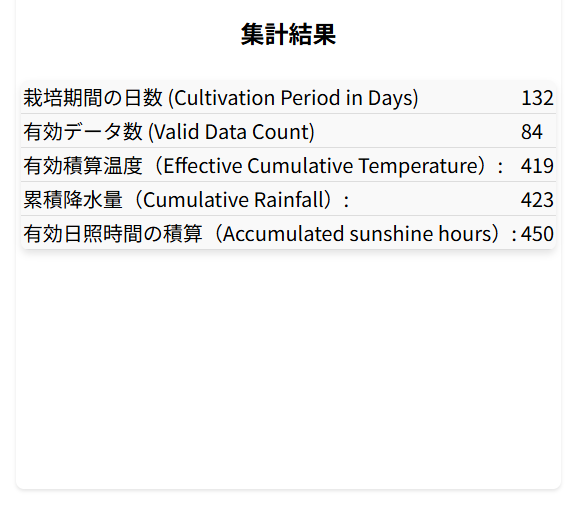 集計結果
栽培期間の日数 (Cultivation Period in Days) 132
有効データ数 (Valid Data Count) 84
有効積算温度（Effective Cumulative Temperature）: 419
累積降水量（Cumulative Rainfall）: 423
有効日照時間の積算（Accumulated sunshine hours）: 450